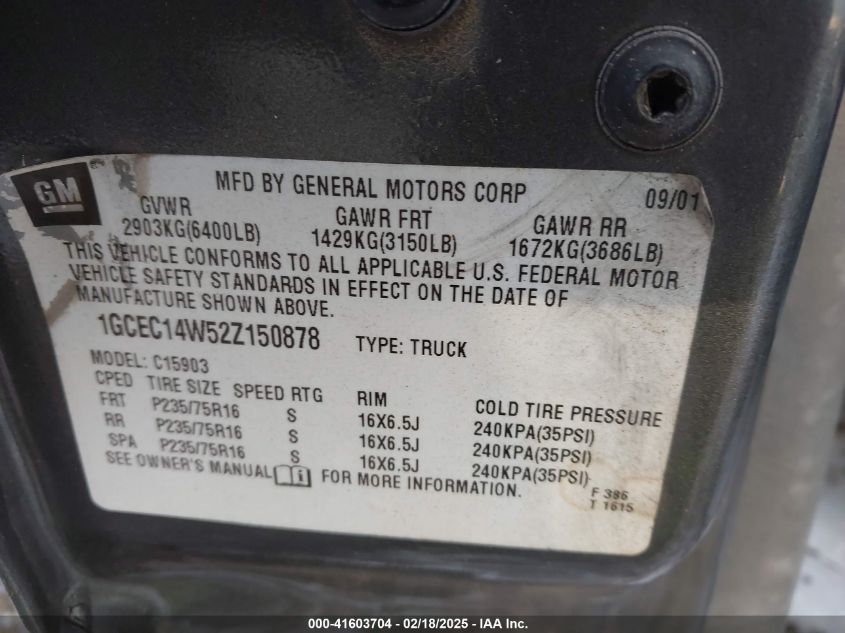 GM
MFD BY GENERAL MOTORS CORP 09/01
GVWR GAWR FRT GAWR RR
2903KG(6400LB) 1429KG(3150LB) 1672KG(3686LB)
THIS VEHICLE CONFORMS TO ALL APPLICABLE U.S. FEDERAL MOTOR
VEHICLE SAFETY STANDARDS IN EFFECT ON THE DATE OF
MANUFACTURE SHOWN ABOVE.
1GCEC14W52Z150878 TYPE: TRUCK
MODEL: C15903
CPED TIRE SIZE SPEED RTG RIM COLD TIRE PRESSURE
FRT P235/75R16 S 16X6.5J 240KPA(35PSI)
RR P235/75R16 S 16X6.5J 240KPA(35PSI)
SPA P235/75R16 S 16X6.5J 240KPA(35PSI)
SEE OWNER'S MANUAL i FOR MORE INFORMATION.
F 386
T 1615
000-41603704 — 02/18/2025 — IAA Inc.